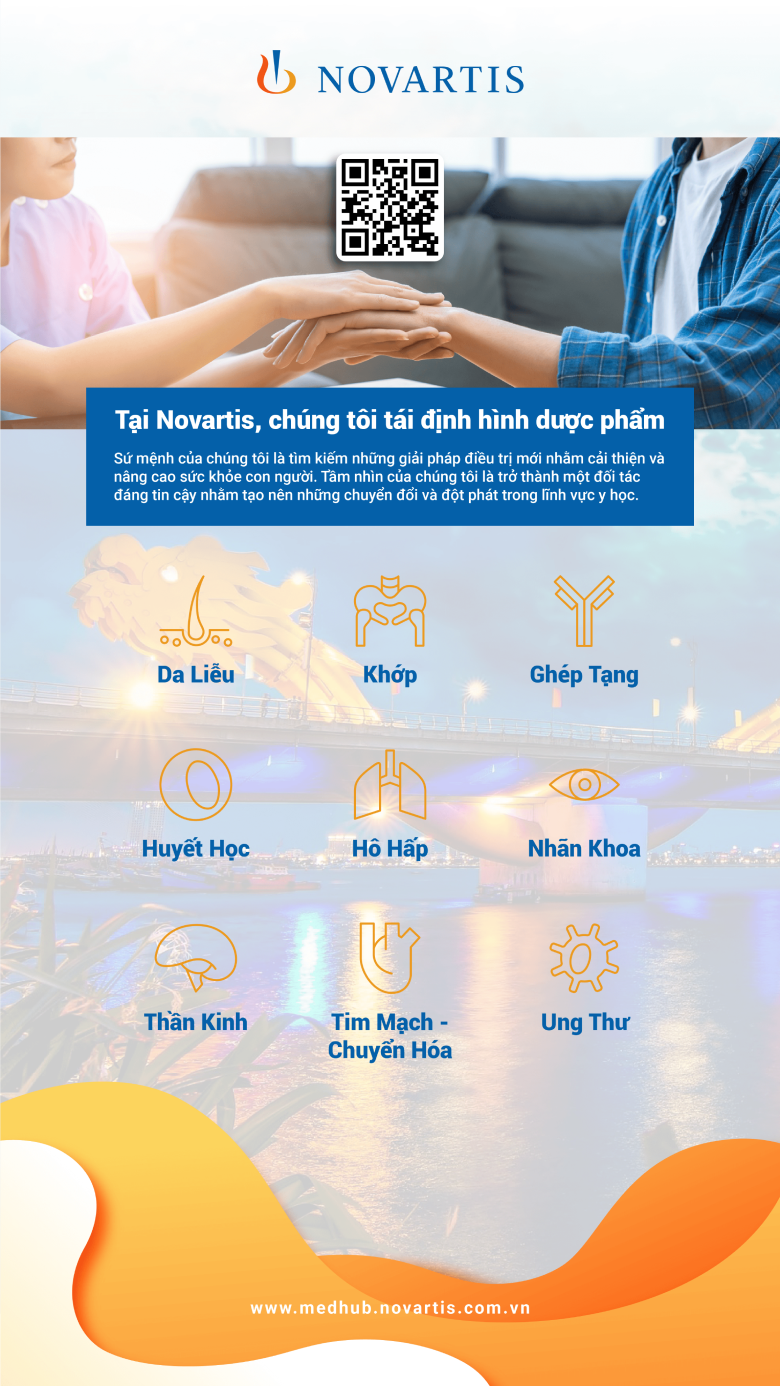 NOVARTIS
Tại Novartis, chúng tôi tái định hình dược phẩm
Sứ mệnh của chúng tôi là tìm kiếm những giải pháp điều trị mới nhằm cải thiện và
nâng cao sức khỏe con người. Tầm nhìn của chúng tôi là trở thành một đối tác
đáng tin cậy nhằm tạo nên những chuyển đổi và đột phát trong lĩnh vực y học.
Da Liễu
Khớp
Ghép Tạng
Huyết Học
Hô Hấp
Nhãn Khoa
Thần Kinh
Tim Mạch -
Chuyển Hóa
Ung Thư
www.medhub.novartis.com.vn